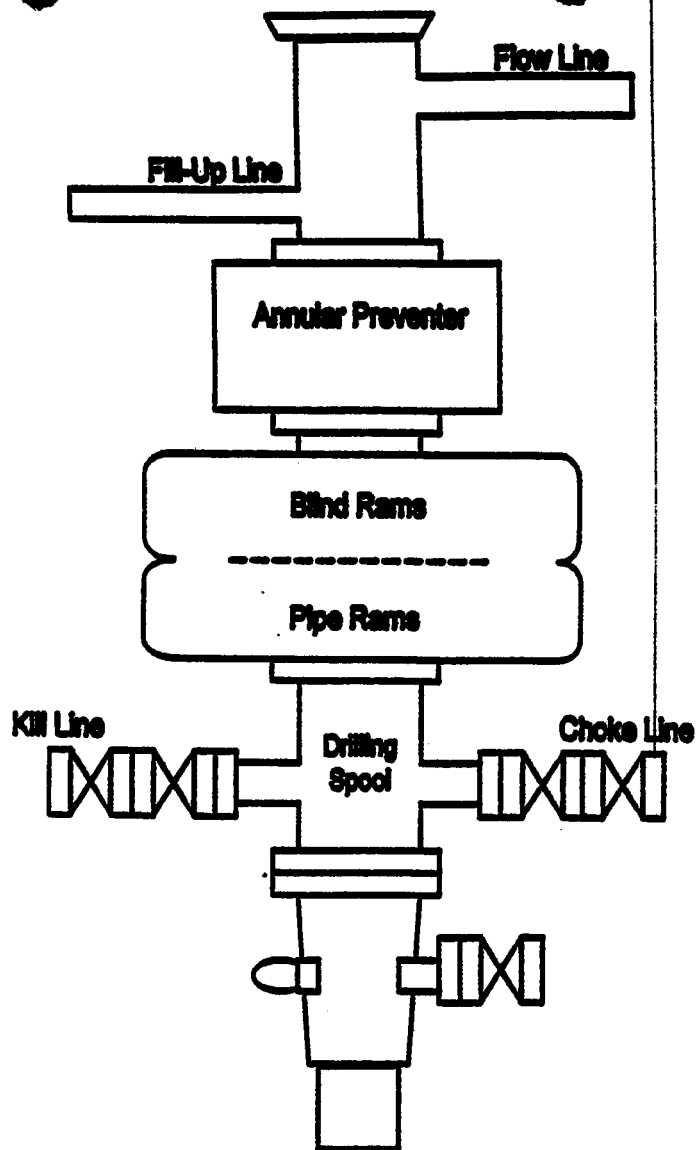 Flow Line
Fill-Up Line
Annular Preventer
Blind Rams
Pipe Rams
Kill Line
Choke Line
Drilling
Spool